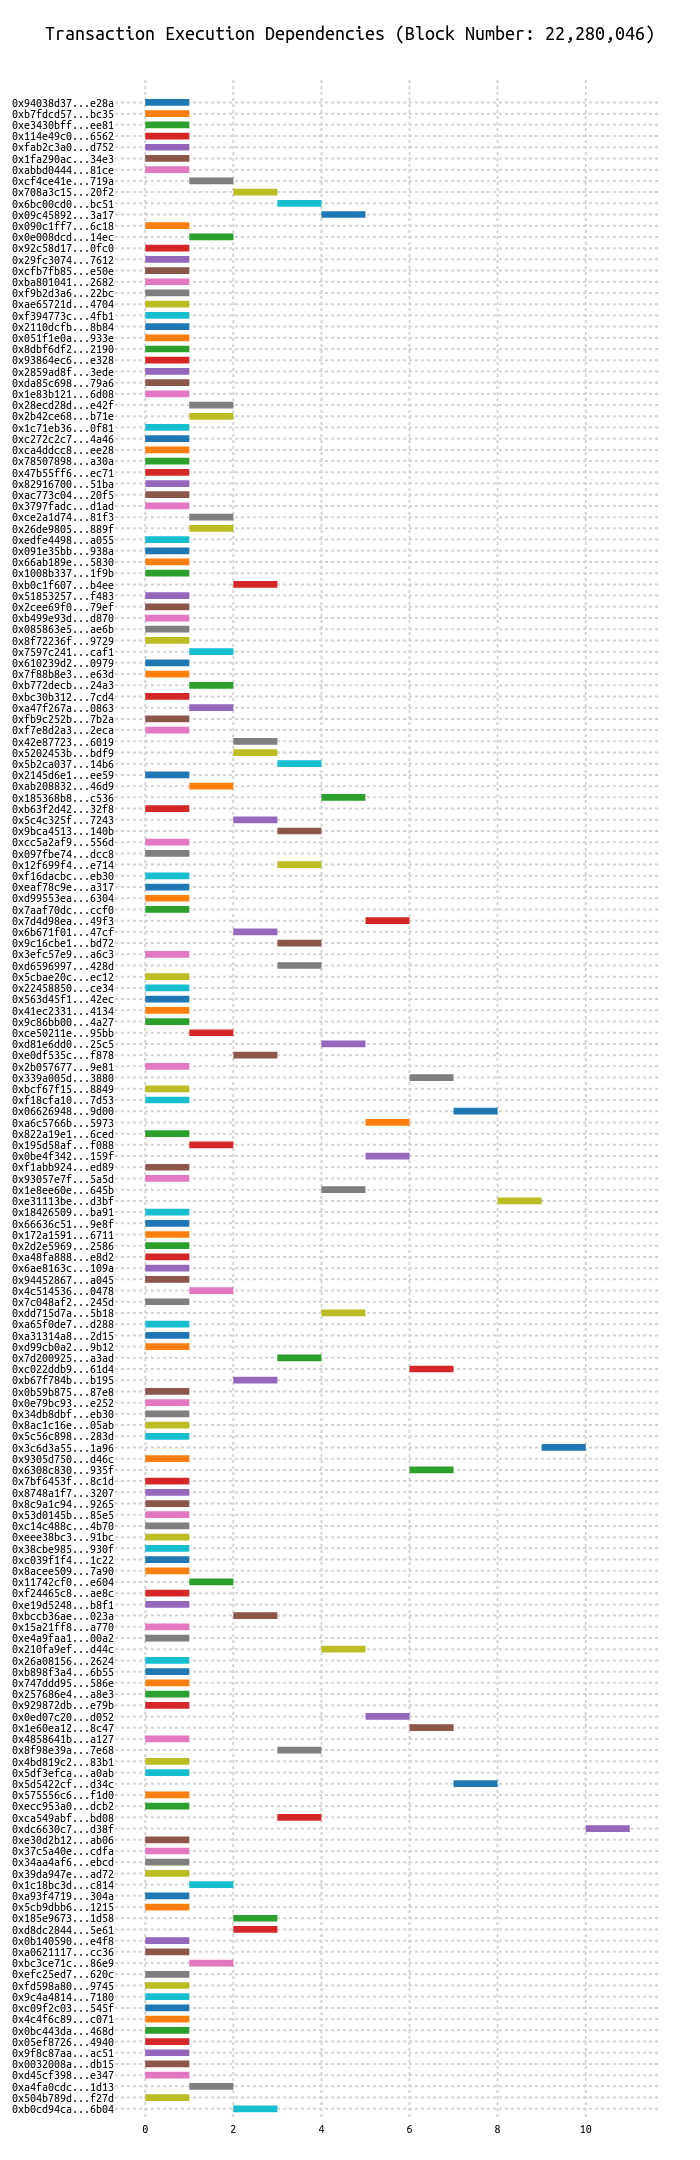 Transaction Execution Dependencies (Block Number: 22,280,046)
0x94038d37...e28a
0xb7fdcd57...bc35
0xe3430bff...ee81
0x114e49c0...6562
0xfab2c3a0...d752
0x1fa290ac...34e3
0xabbd0444...81ce
0xcf4ce41e...719a
0x708a3c15...20f2
0x6bc00cd0...bc51
0x09c45892...3a17
0x090c1ff7...6c18
0x0e008dcd...14ec
0x92c58d17...0fc0
0x29fc3074...7612
0xcfb7fb85...e50e
0xba801041...2682
0xf9b2d3a6...22bc
0xae65721d...4704
0xf394773c...4fb1
0x2110dcfb...8b84
0x051f1e0a...933e
0x8dbf6df2...2190
0x93864ec6...e328
0x2859ad8f...3ede
0xda85c698...79a6
0x1e83b121...6d08
0x28ecd28d...e42f
0x2b42ce68...b71e
0x1c71eb36...0f81
0xc272c2c7...4a46
0xca4ddcc8...ee28
0x78507898...a30a
0x47b55ff6...ec71
0x82916700...51ba
0xac773c04...20f5
0x3797fadc...d1ad
0xce2a1d74...81f3
0x26de9805...889f
0xedfe4498...a055
0x091e35bb...938a
0x66ab189e...5830
0x1008b337...1f9b
0xb0c1f607...b4ee
0x51853257...f483
0x2cee69f0...79ef
0xb499e93d...d870
0x085863e5...ae6b
0x8f72236f...9729
0x7597c241...caf1
0x610239d2...0979
0x7f88b8e3...e63d
0xb772decb...24a3
0xbc30b312...7cd4
0xa47f267a...0863
0xfb9c252b...7b2a
0xf7e8d2a3...2eca
0x42e87723...6019
0x5202453b...bdf9
0x5b2ca037...14b6
0x2145d6e1...ee59
0xab208832...46d9
0x185368b8...c536
0xb63f2d42...32f8
0x5c4c325f...7243
0x9bca4513...140b
0xcc5a2af9...556d
0x097fbe74...dcc8
0x12f699f4...e714
0xf16dacbc...eb30
0xeaf78c9e...a317
0xd99553ea...6304
0x7aaf70dc...ccf0
0x7d4d98ea...49f3
0x6b671f01...47cf
0x9c16cbe1...bd72
0x3efc57e9...a6c3
0xd6596997...428d
0x5cbae20c...ec12
0x22458850...ce34
0x563d45f1...42ec
0x41ec2331...4134
0x9c86bb00...4a27
0xce50211e...95bb
0xd81e6dd0...25c5
0xe0df535c...f878
0x2b057677...9e81
0x339a005d...3880
0xbcf67f15...8849
0xf18cfa10...7d53
0x06626948...9d00
0xa6c5766b...5973
0x822a19e1...6ced
0x195d58af...f088
0x0be4f342...159f
0xf1abb924...ed89
0x93057e7f...5a5d
0x1e8ee60e...645b
0xe31113be...d3bf
0x18426509...ba91
0x66636c51...9e8f
0x172a1591...6711
0x2d2e5969...2586
0xa48fa888...e8d2
0x6ae8163c...109a
0x94452867...a045
0x4c514536...0478
0x7c048af2...245d
0xdd715d7a...5b18
0xa65f0de7...d288
0xa31314a8...2d15
0xd99cb0a2...9b12
0x7d200925...a3ad
0xc022ddb9...61d4
0xb67f784b...b195
0x0b59b875...87e8
0x0e79bc93...e252
0x34db8dbf...eb30
0x8ac1c16e...05ab
0x5c56c898...283d
0x3c6d3a55...1a96
0x9305d750...d46c
0x6308c830...935f
0x7bf6453f...8c1d
0x8748a1f7...3207
0x8c9a1c94...9265
0x53d0145b...85e5
0xc14c488c...4b70
0xeee38bc3...91bc
0x38cbe985...930f
0xc039f1f4...1c22
0x8acee509...7a90
0x11742cf0...e604
0xf24465c8...ae8c
0xe19d5248...b8f1
0xbccb36ae...023a
0x15a21ff8...a770
0xe4a9faa1...00a2
0x210fa9ef...d44c
0x26a08156...2624
0xb898f3a4...6b55
0x747ddd95...586e
0x257686e4...a8e3
0x929872db...e79b
0x0ed07c20...d052
0x1e60ea12...8c47
0x4858641b...a127
0x8f98e39a...7e68
0x4bd819c2...83b1
0x5df3efca...a0ab
0x5d5422cf...d34c
0x575556c6...f1d0
0xecc953a0...dcb2
0xca549abf...bd08
0xdc6630c7...d38f
0xe30d2b12...ab06
0x37c5a40e...cdfa
0x34aa4af6...ebcd
0x39da947e...ad72
0x1c18bc3d...c814
0xa93f4719...304a
0x5cb9dbb6...1215
0x185e9673...1d58
0xd8dc2844...5e61
0x0b140590...e4f8
0xa0621117...cc36
0xbc3ce71c...86e9
0xefc25ed7...620c
0xfd598a80...9745
0x9c4a4814...7180
0xc09f2c03...545f
0x4c4f6c89...c071
0x0bc443da...468d
0x05ef8726...4940
0x9f8c87aa...ac51
0x0032008a...db15
0xd45cf398...e347
0xa4fa0cdc...1d13
0x504b789d...f27d
0xb0cd94ca...6b04
0 2 4 6 8 10